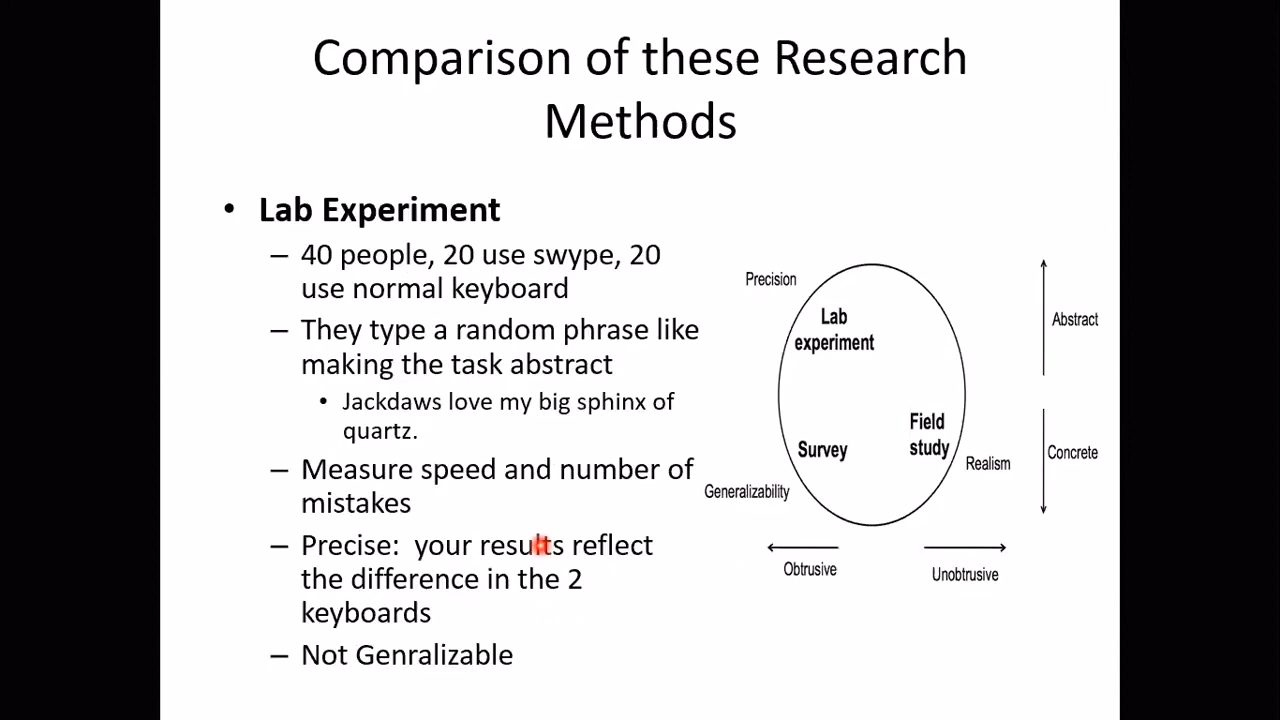 Comparison of these Research
Methods
• Lab Experiment
– 40 people, 20 use swype, 20
use normal keyboard
– They type a random phrase like
making the task abstract
• Jackdaws love my big sphinx of
quartz.
– Measure speed and number of
mistakes
– Precise:  your results reflect
the difference in the 2
keyboards
– Not Genralizable
Precision
Lab
experiment
Abstract
Field
study
Survey
Concrete
Realism
Generalizability
Obtrusive
Unobtrusive